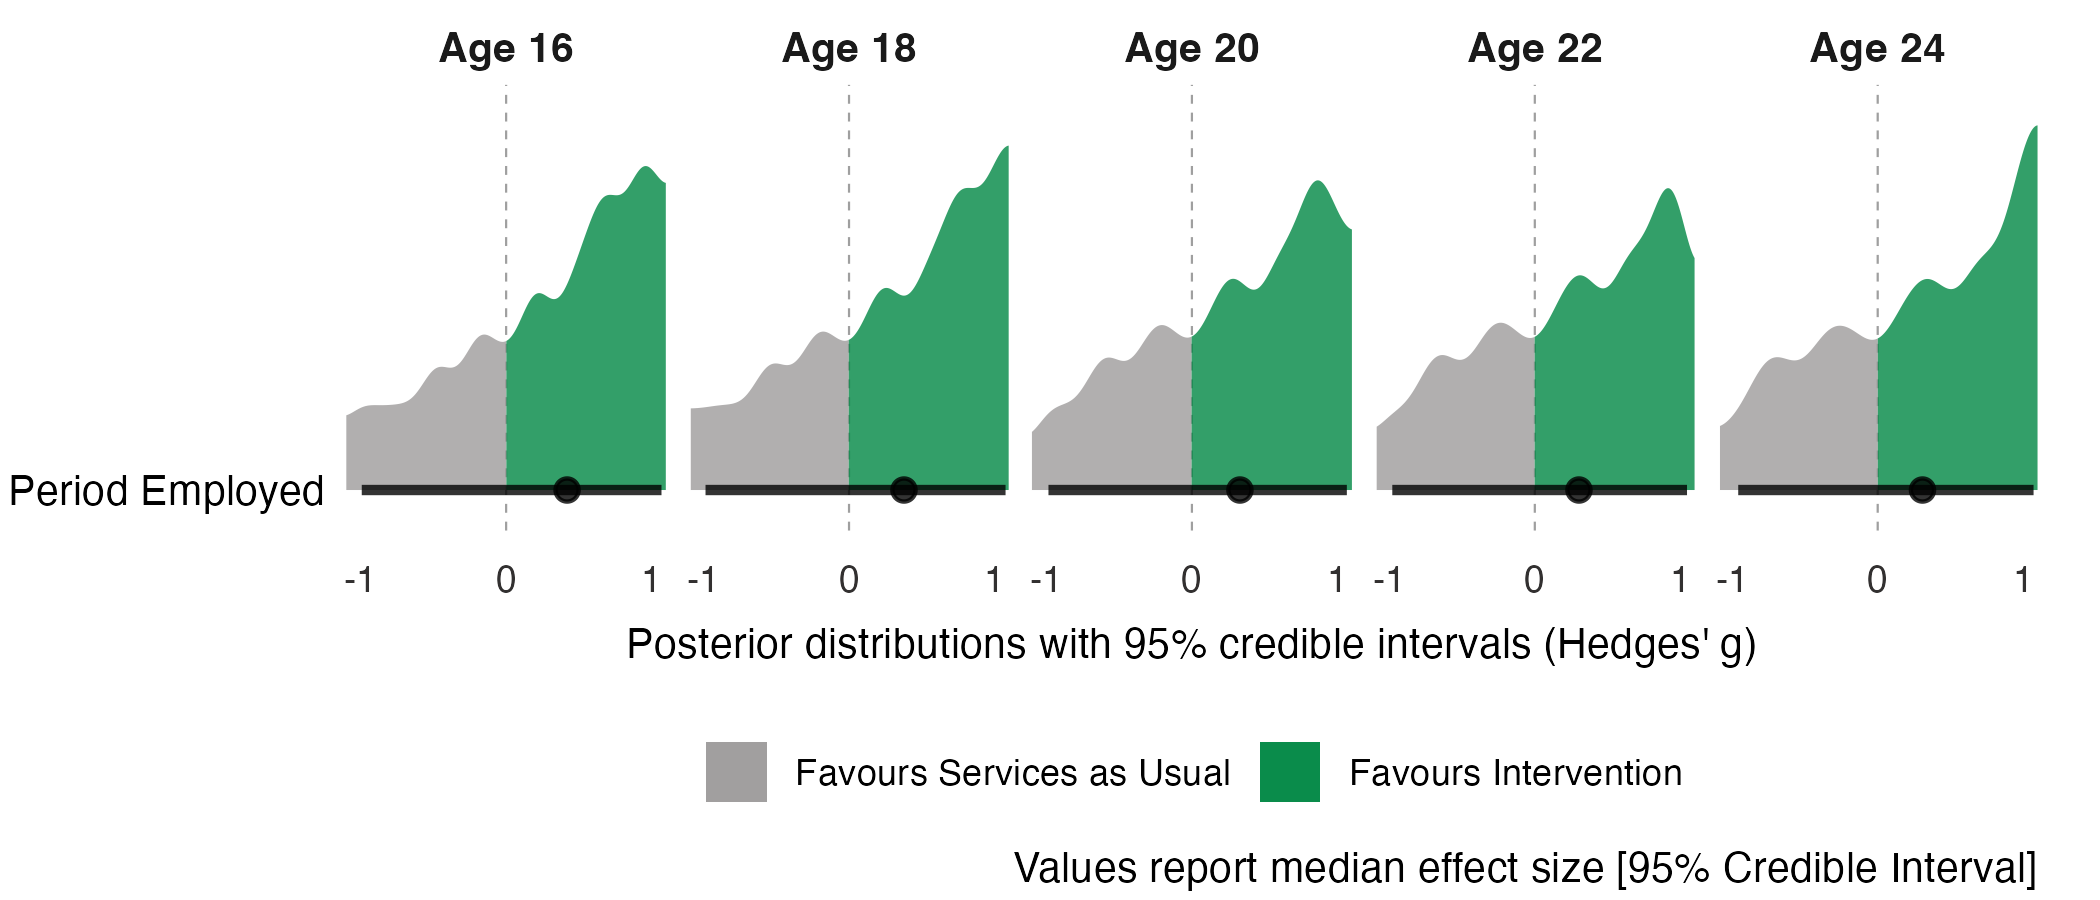 Age 16 Age 18 Age 20 Age 22 Age 24
Period Employed
-1 0 1 -1 0 1 -1 0 1 -1 0 1 -1 0 1
Posterior distributions with 95% credible intervals (Hedges' g)
Favours Services as Usual Favours Intervention
Values report median effect size [95% Credible Interval]